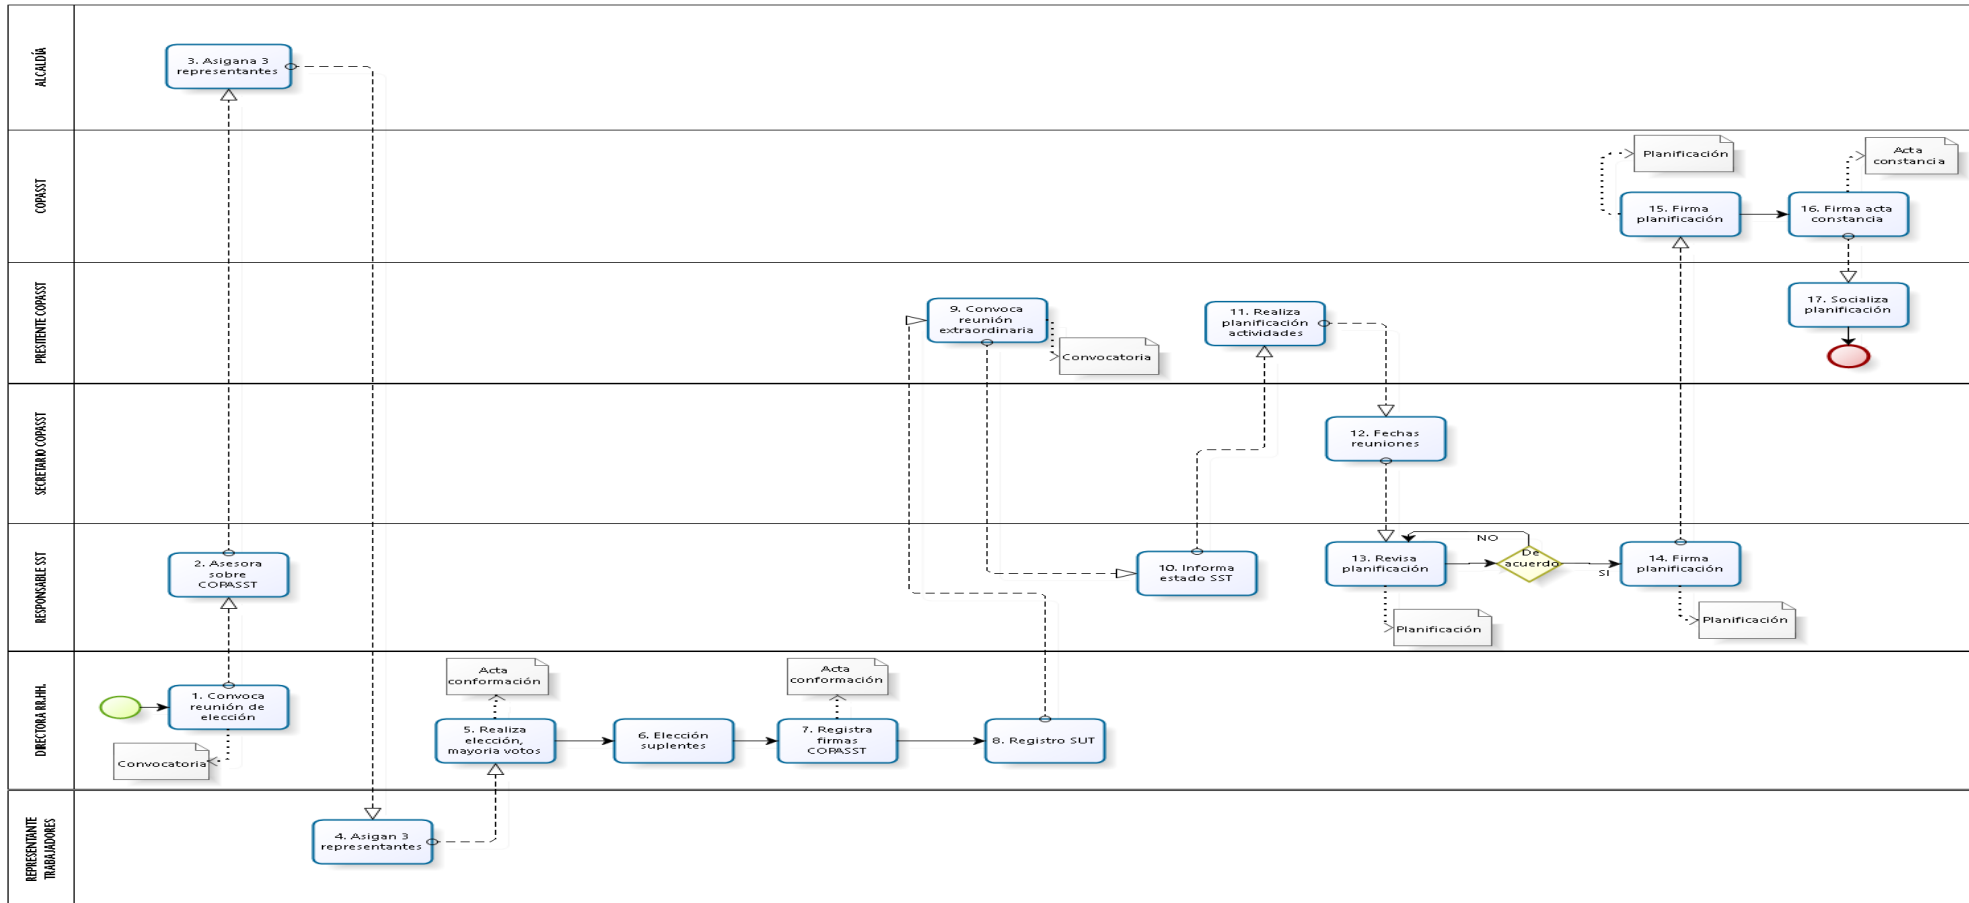 ALCALDÍA
3. Asigana 3
representantes
COPASST
Planificación
Acta
constancia
15. Firma
planificación
16. Firma acta
constancia
PRESITENTE COPASST
9. Convoca
reunión
extraordinaria
Convocatoria
11. Realiza
planificación
actividades
17. Socializa
planificación
SECRETARIO COPASST
12. Fechas
reuniones
RESPONSABLE SST
2. Asesora
sobre
COPASST
10. Informa
estado SST
13. Revisa
planificación
NO
De
acuerdo
SI
14. Firma
planificación
Planificación
Planificación
DIRECTORA RR.HH.
1. Convoca
reunión de
elección
Convocatoria
Acta
conformación
5. Realiza
elección,
mayoria votos
6. Elección
suplentes
Acta
conformación
7. Registra
firmas
COPASST
8. Registro SUT
REPRESENTANTE
TRABAJADORES
4. Asigan 3
representantes